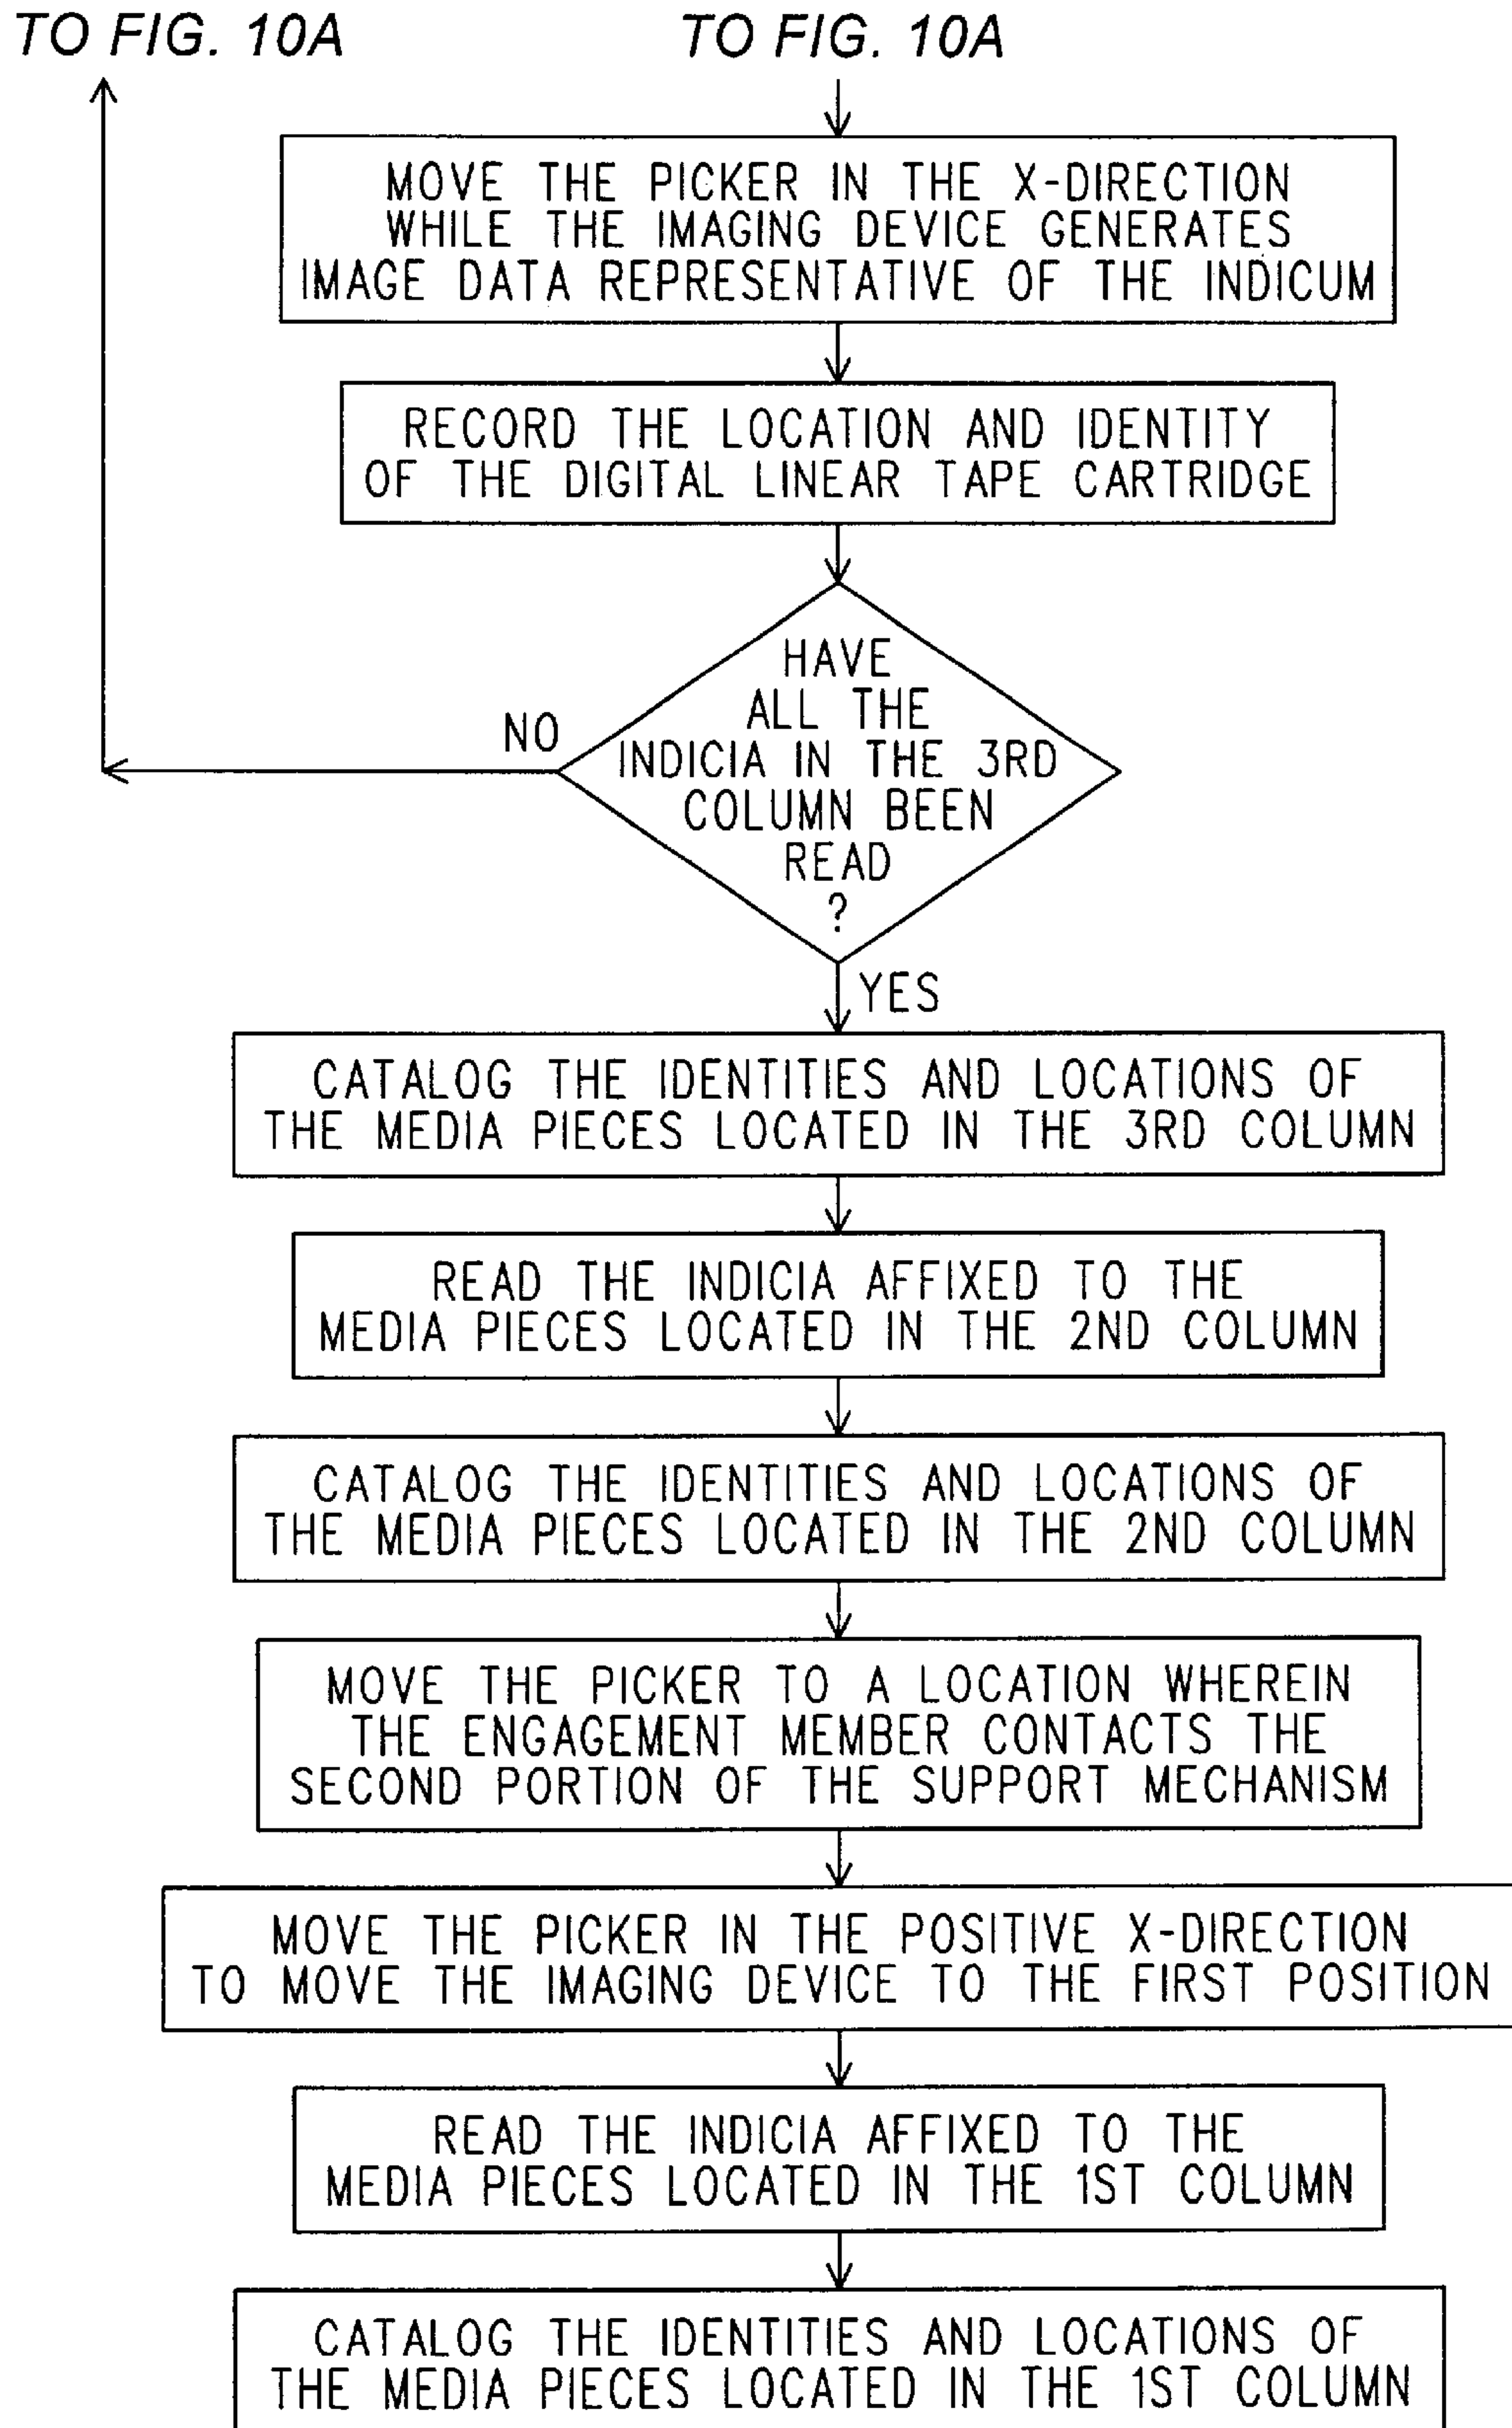 TO FIG. 10A
TO FIG. 10A
MOVE THE PICKER IN THE X-DIRECTION
WHILE THE IMAGING DEVICE GENERATES
IMAGE DATA REPRESENTATIVE OF THE INDICUM
RECORD THE LOCATION AND IDENTITY
OF THE DIGITAL LINEAR TAPE CARTRIDGE
HAVE
ALL THE
INDICIA IN THE 3RD
COLUMN BEEN
READ
?
NO
YES
CATALOG THE IDENTITIES AND LOCATIONS OF
THE MEDIA PIECES LOCATED IN THE 3RD COLUMN
READ THE INDICIA AFFIXED TO THE
MEDIA PIECES LOCATED IN THE 2ND COLUMN
CATALOG THE IDENTITIES AND LOCATIONS OF
THE MEDIA PIECES LOCATED IN THE 2ND COLUMN
MOVE THE PICKER TO A LOCATION WHEREIN
THE ENGAGEMENT MEMBER CONTACTS THE
SECOND PORTION OF THE SUPPORT MECHANISM
MOVE THE PICKER IN THE POSITIVE X-DIRECTION
TO MOVE THE IMAGING DEVICE TO THE FIRST POSITION
READ THE INDICIA AFFIXED TO THE
MEDIA PIECES LOCATED IN THE 1ST COLUMN
CATALOG THE IDENTITIES AND LOCATIONS OF
THE MEDIA PIECES LOCATED IN THE 1ST COLUMN